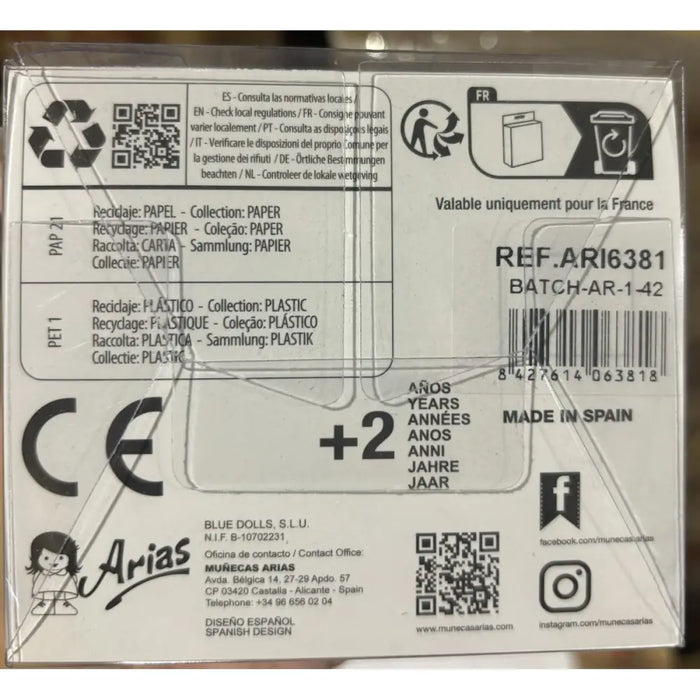 ES - Consulta las normativas locales /
EN - Check local regulations / FR - Consigne pouvant
varier localement / PT - Consulta as disposiçoes legais
/ IT - Verificare le disposizioni del proprio Comune per
la gestione dei rifiuti / DE - Örtliche Bestimmungen
beachten / NL - Controleer de lokale wetgeving
PAP 21
Reciclaje: PAPEL - Collection: PAPER
Recyclage: PAPIER - Coleção: PAPER
Raccolta: CARTA - Sammlung: PAPIER
Collectie: PAPIER
PET 1
Reciclaje: PLÁSTICO - Collection: PLASTIC
Recyclage: PLASTIQUE - Coleção: PLÁSTICO
Raccolta: PLASTICA - Sammlung: PLASTIK
Collectie: PLASTIC
FR
Valable uniquement pour la France
REF.ARI6381
BATCH-AR-1-42
8 427614 063818
MADE IN SPAIN
CE
+2
AÑOS
YEARS
ANNÉES
ANOS
ANNI
JAHRE
JAAR
Arias
BLUE DOLLS, S.L.U.
N.I.F. B-10702231
Oficina de contacto / Contact Office:
MUÑECAS ARIAS
Avda. Bélgica 14, 27-29 Apdo. 57
CP 03420 Castalla - Alicante - Spain
Telephone: +34 96 656 02 04
DISEÑO ESPAÑOL
SPANISH DESIGN
www.munecasarias.com
f
facebook.com/munecasarias
instagram.com/munecasarias